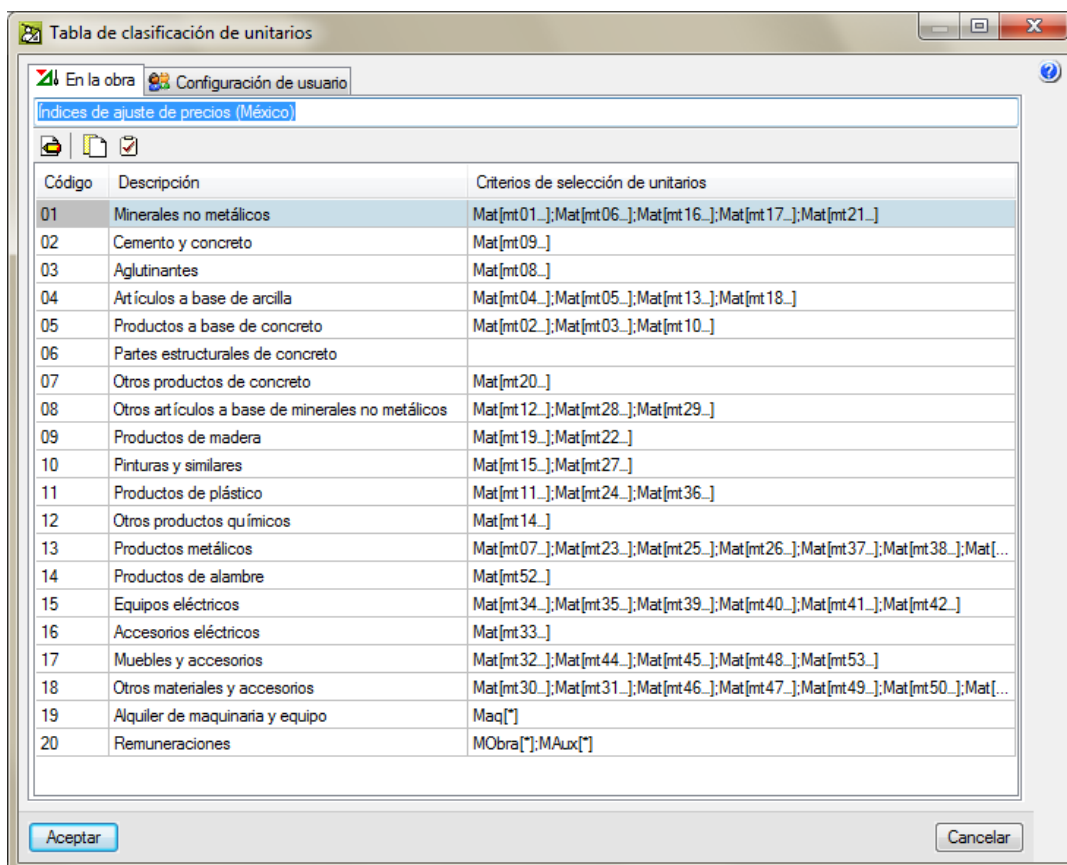 Tabla de clasificación de unitarios
En la obra Configuración de usuario
Índices de ajuste de precios (México)
Código Descripción Criterios de selección de unitarios
01 Minerales no metálicos Mat[mt01...];Mat[mt06...];Mat[mt16...];Mat[mt17...];Mat[mt21...]
02 Cemento y concreto Mat[mt09...]
03 Aglutinantes Mat[mt08...]
04 Artículos a base de arcilla Mat[mt04...];Mat[mt05...];Mat[mt13...];Mat[mt18...]
05 Productos a base de concreto Mat[mt02...];Mat[mt03...];Mat[mt10...]
06 Partes estructurales de concreto
07 Otros productos de concreto Mat[mt20...]
08 Otros artículos a base de minerales no metálicos Mat[mt12...];Mat[mt28...];Mat[mt29...]
09 Productos de madera Mat[mt19...];Mat[mt22...]
10 Pinturas y similares Mat[mt15...];Mat[mt27...]
11 Productos de plástico Mat[mt11...];Mat[mt24...];Mat[mt36...]
12 Otros productos químicos Mat[mt14...]
13 Productos metálicos Mat[mt07...];Mat[mt23...];Mat[mt25...];Mat[mt26...];Mat[mt37...];Mat[mt38...];Mat[...
14 Productos de alambre Mat[mt52...]
15 Equipos eléctricos Mat[mt34...];Mat[mt35...];Mat[mt39...];Mat[mt40...];Mat[mt41...];Mat[mt42...]
16 Accesorios eléctricos Mat[mt33...]
17 Muebles y accesorios Mat[mt32...];Mat[mt44...];Mat[mt45...];Mat[mt48...];Mat[mt53...]
18 Otros materiales y accesorios Mat[mt30...];Mat[mt31...];Mat[mt46...];Mat[mt47...];Mat[mt49...];Mat[mt50...];Mat[...
19 Alquiler de maquinaria y equipo Maq[*]
20 Remuneraciones MObra[*];MAux[*]
Aceptar Cancelar